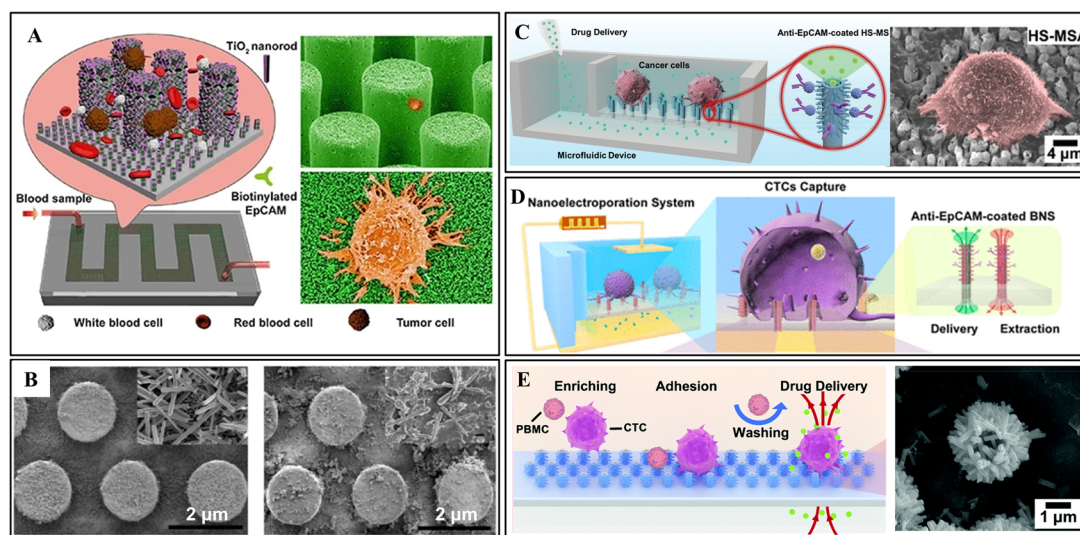 A
TiO2 nanorod
Blood sample
Biotinylated
EpCAM
White blood cell
Red blood cell
Tumor cell
B
2 μm
2 μm
C
Drug Delivery
Cancer cells
Microfluidic Device
Anti-EpCAM-coated HS-MS
HS-MSA
4 μm
D
Nanoelectroporation System
CTCs Capture
Anti-EpCAM-coated BNS
Delivery
Extraction
E
Enriching
Adhesion
Drug Delivery
PBMC
CTC
Washing
1 μm